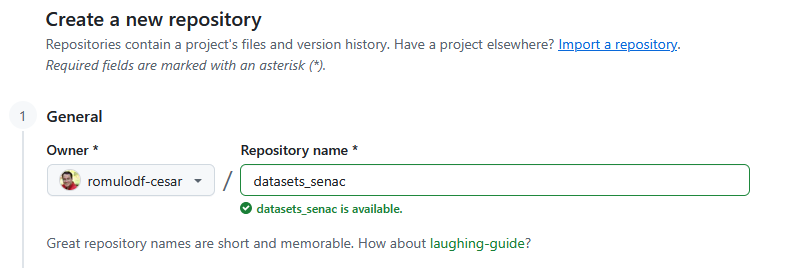 Create a new repository
Repositories contain a project's files and version history. Have a project elsewhere? Import a repository.
Required fields are marked with an asterisk (*).
1 General
Owner * Repository name *
romulodf-cesar / datasets_senac
datasets_senac is available.
Great repository names are short and memorable. How about laughing-guide?